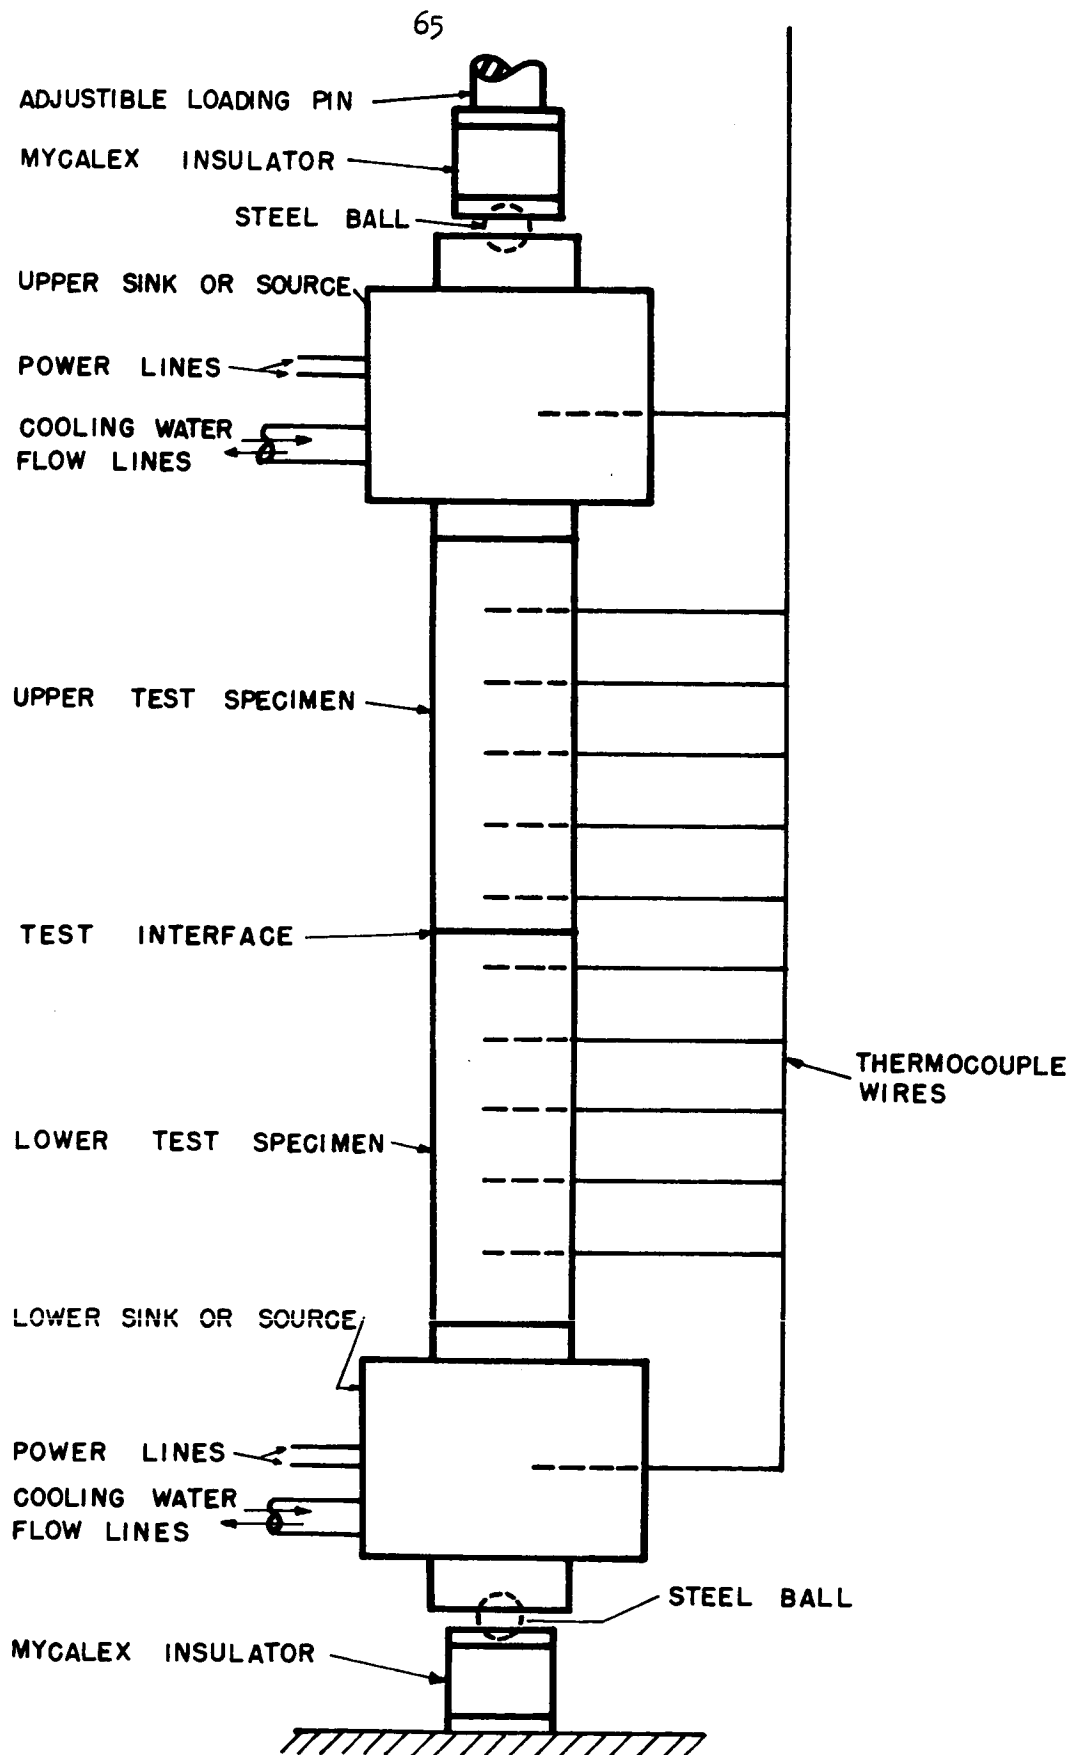 65
ADJUSTIBLE LOADING PIN
MYCALEX INSULATOR
STEEL BALL
UPPER SINK OR SOURCE
POWER LINES
COOLING WATER
FLOW LINES
UPPER TEST SPECIMEN
TEST INTERFACE
THERMOCOUPLE
WIRES
LOWER TEST SPECIMEN
LOWER SINK OR SOURCE
POWER LINES
COOLING WATER
FLOW LINES
STEEL BALL
MYCALEX INSULATOR